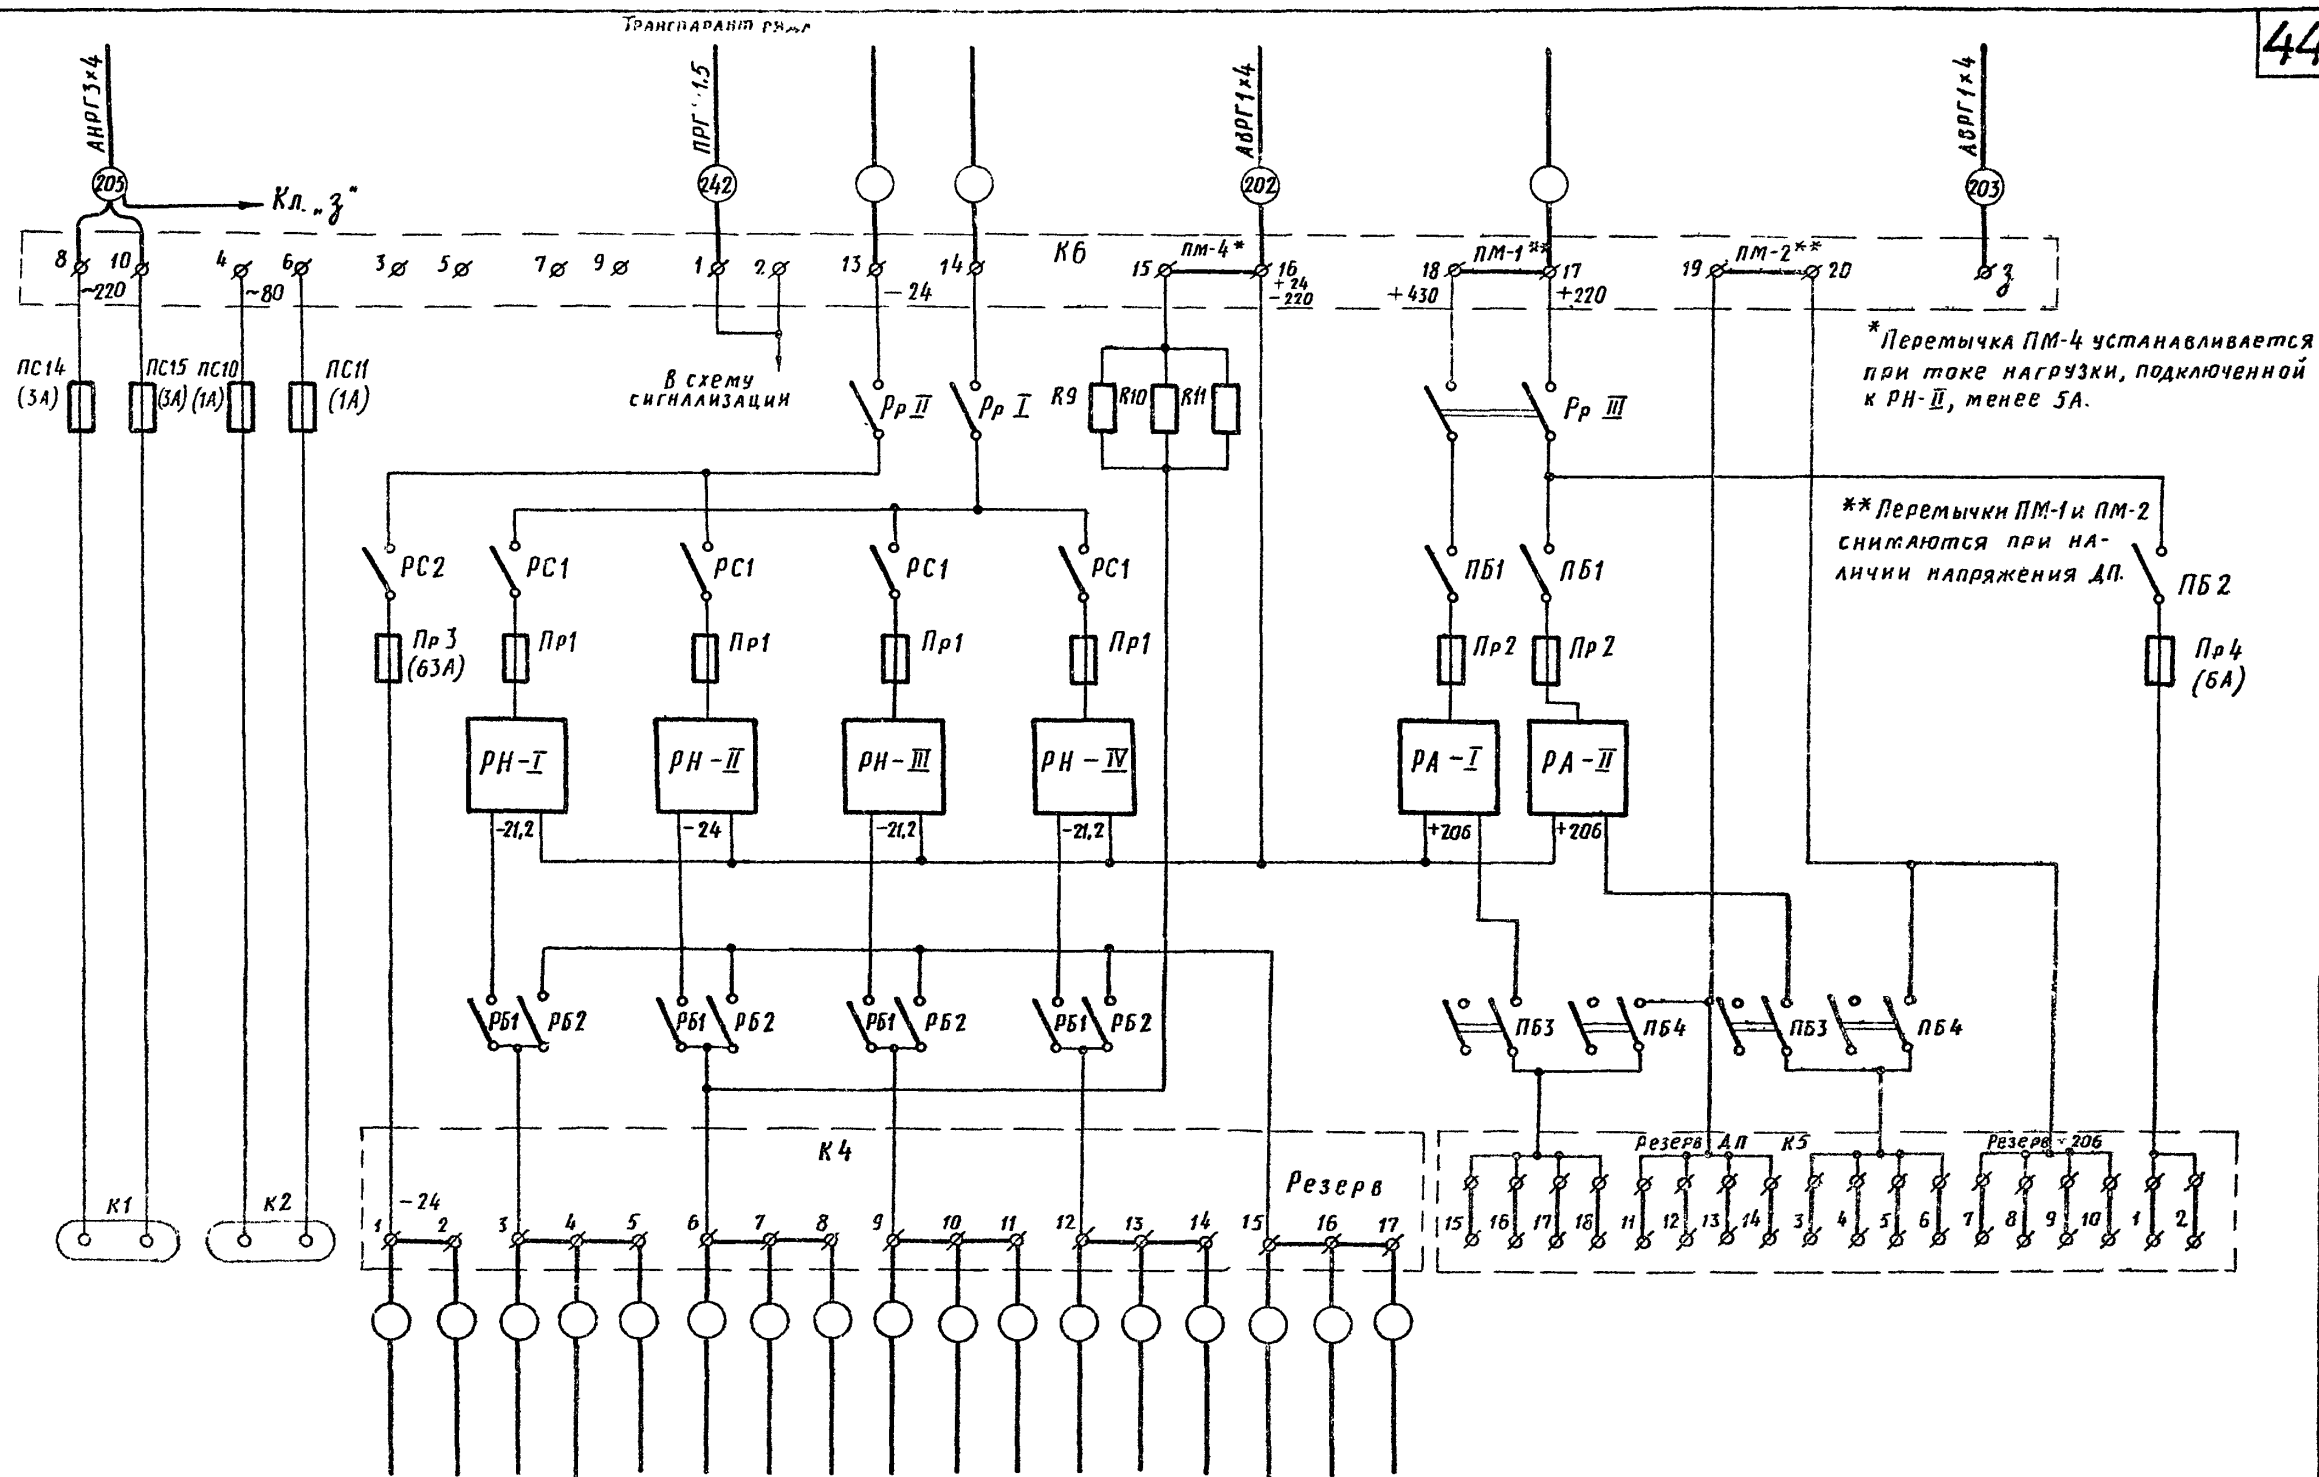 44
Транспарант ряда
АНРГ3×4
ПРГ 1.5
АВРГ1×4
АВРГ1×4
205
242
202
203
Кл. „з“
К6
8 10 4 6 3 5 7 9 1 2 13 14 15 ПМ-4* 16 18 ПМ-1** 17 19 ПМ-2** 20 з
~220
~80
-24
+24
-220
+430
+220
ПС14
(3А)
ПС15
(3А)
ПС10
(1А)
ПС11
(1А)
В схему
сигнализации
Рр II
Рр I
R9
R10
R11
Рр III
* Перемычка ПМ-4 устанавливается
при токе нагрузки, подключенной
к РН-II, менее 5А.
** Перемычки ПМ-1 и ПМ-2
снимаются при на-
личии напряжения ДП.
РС2
РС1
РС1
РС1
РС1
ПБ1
ПБ1
ПБ2
Пр3
(63А)
Пр1
Пр1
Пр1
Пр1
Пр2
Пр2
Пр4
(6А)
РН-I
РН-II
РН-III
РН-IV
РА-I
РА-II
-21,2
-24
-21,2
-21,2
+206
+206
РБ1 РБ2
РБ1 РБ2
РБ1 РБ2
РБ1 РБ2
ПБ3
ПБ4
ПБ3
ПБ4
К4
Резерв
Резерв ДП
К5
Резерв - 206
К1
К2
-24
1 2 3 4 5 6 7 8 9 10 11 12 13 14 15 16 17
15 16 17 18 11 12 13 14 3 4 5 6 7 8 9 10 1 2